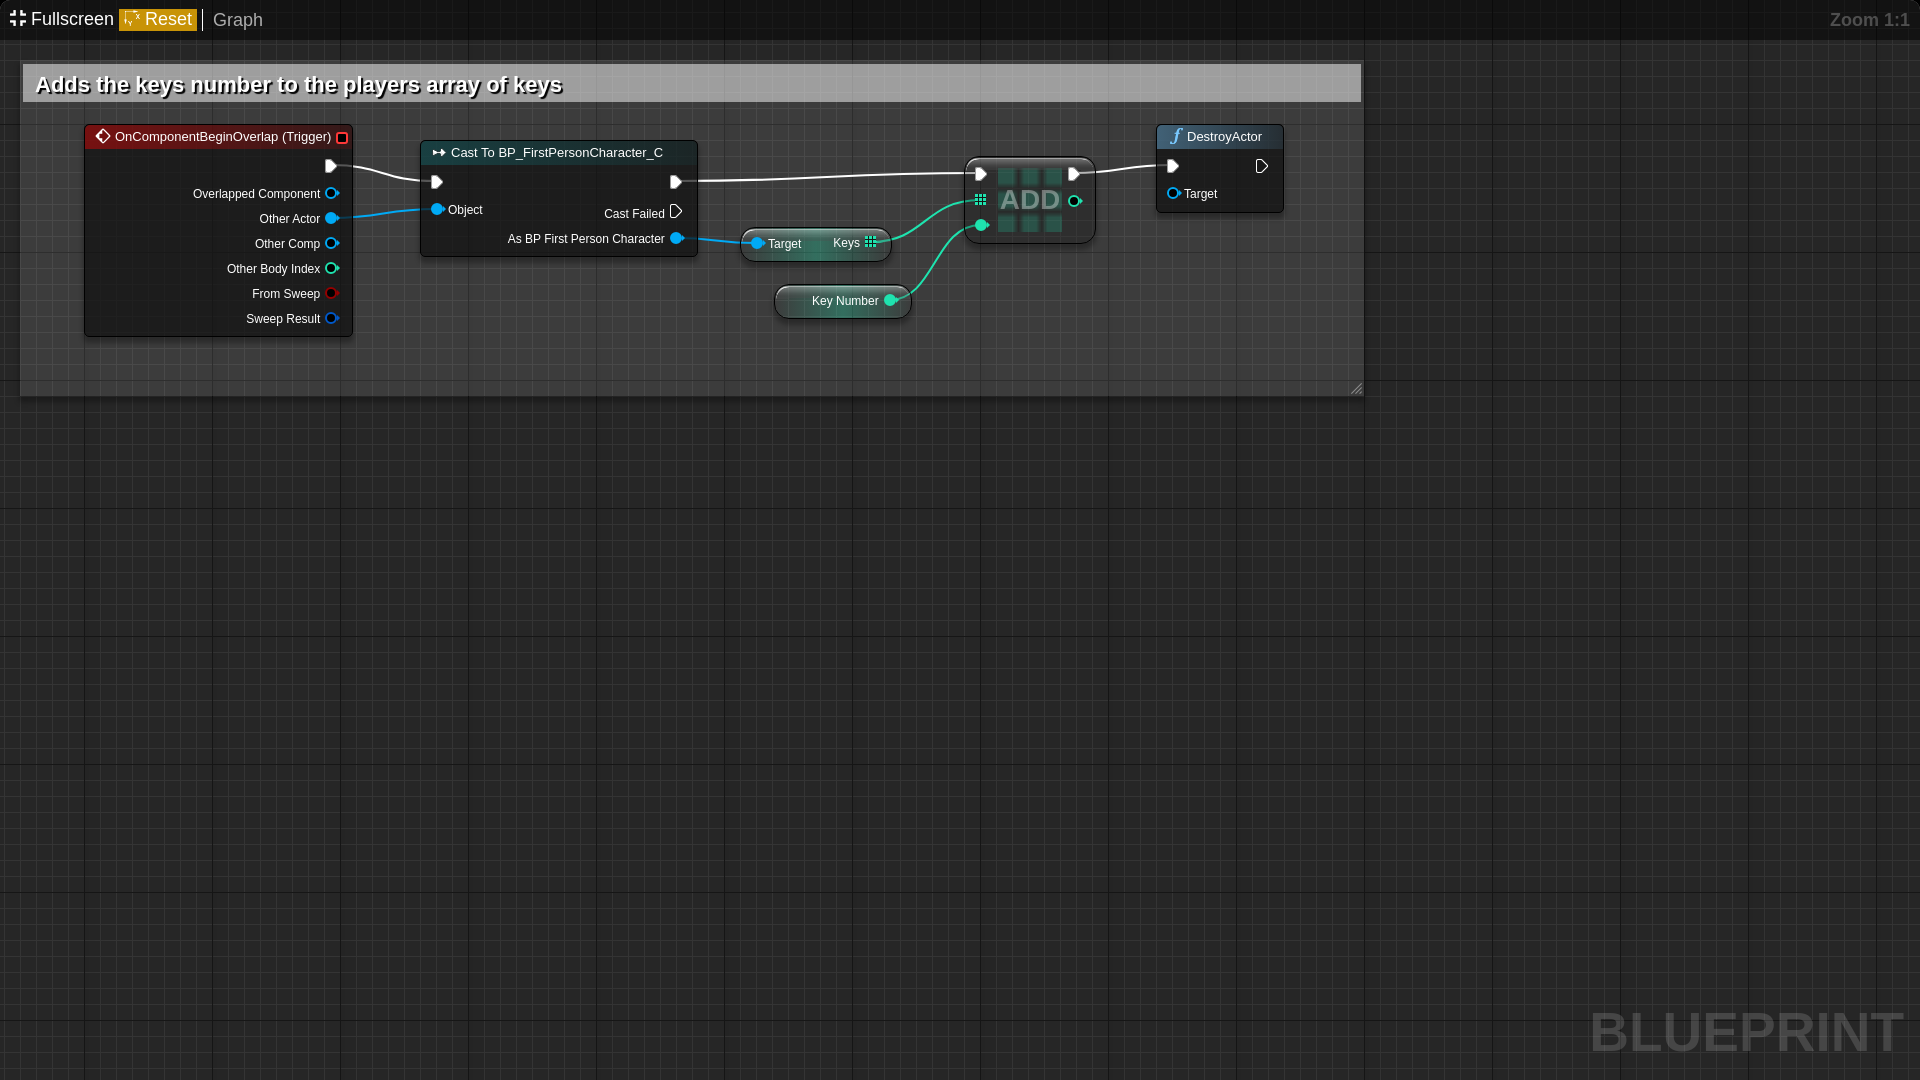 Fullscreen Reset Graph Zoom 1:1
Adds the keys number to the players array of keys
OnComponentBeginOverlap (Trigger)
Overlapped Component
Other Actor
Other Comp
Other Body Index
From Sweep
Sweep Result
Cast To BP_FirstPersonCharacter_C
Object
Cast Failed
As BP First Person Character
Target Keys
Key Number
ADD
DestroyActor
Target
BLUEPRINT